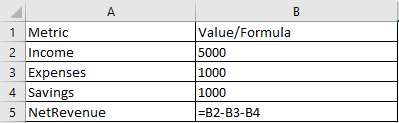 A B
1 Metric Value/Formula
2 Income 5000
3 Expenses 1000
4 Savings 1000
5 NetRevenue =B2-B3-B4